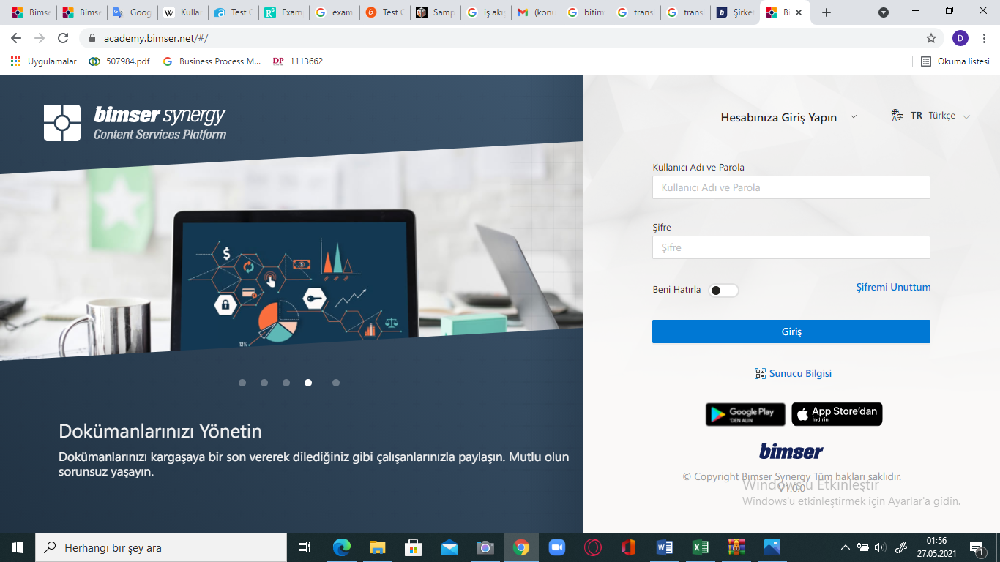 Bimse
Bimse
Goog
Kullar
Test C
Exam
exam
Test C
Samp
iş akış
(konu
bitirm
transl
transl
Şirket
Bi
academy.bimser.net/#/
D
Uygulamalar
507984.pdf
Business Process M...
DP
1113662
Okuma listesi
bimser synergy
Content Services Platform
Hesabınıza Giriş Yapın
TR Türkçe
Kullanıcı Adı ve Parola
Kullanıcı Adı ve Parola
Şifre
Şifre
Beni Hatırla
Şifremi Unuttum
Giriş
Sunucu Bilgisi
Google Play
'DEN ALIN
App Store'dan
İndirin
bimser
© Copyright Bimser Synergy Tüm hakları saklıdır.
V1.0.0
12%
Dokümanlarınızı Yönetin
Dokümanlarınızı kargaşaya bir son vererek dilediğiniz gibi çalışanlarınızla paylaşın. Mutlu olun
sorunsuz yaşayın.
Windows'u Etkinleştir
Windows'u etkinleştirmek için Ayarlar'a gidin.
Herhangi bir şey ara
01:56
27.05.2021
1